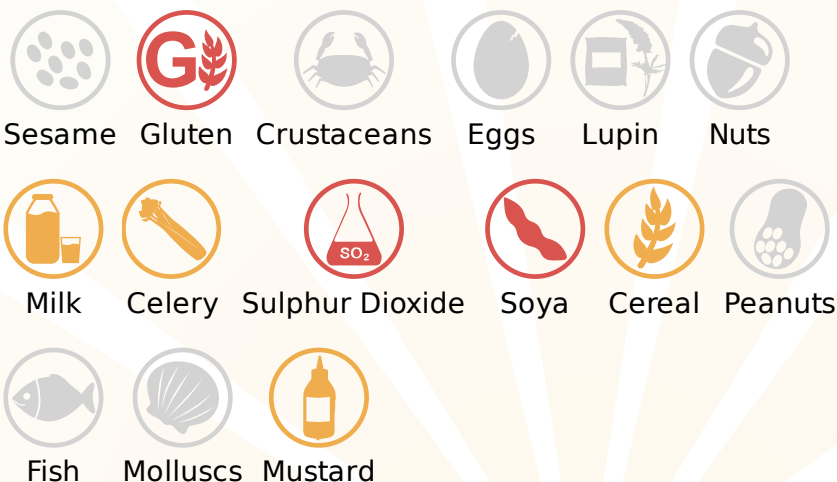 G
Sesame Gluten Crustaceans Eggs Lupin Nuts
SO₂
Milk Celery Sulphur Dioxide Soya Cereal Peanuts
Fish Molluscs Mustard